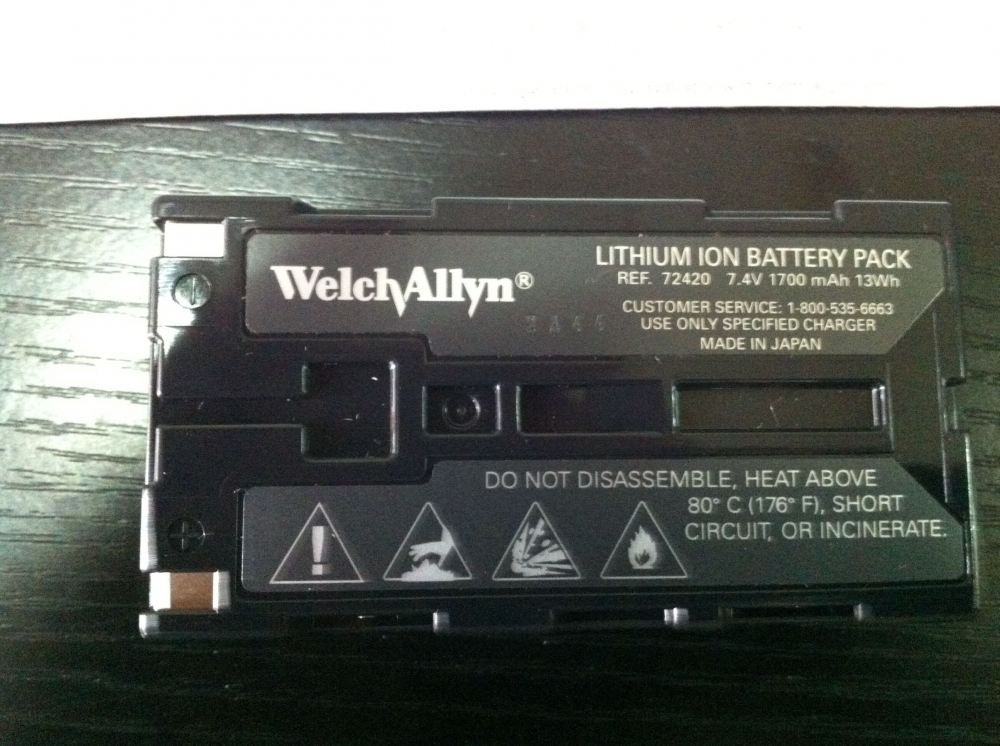 WelchAllyn®
LITHIUM ION BATTERY PACK
REF. 72420 7.4V 1700 mAh 13Wh
CUSTOMER SERVICE: 1-800-535-6663
USE ONLY SPECIFIED CHARGER
MADE IN JAPAN
DO NOT DISASSEMBLE, HEAT ABOVE
80° C (176° F), SHORT
CIRCUIT, OR INCINERATE.